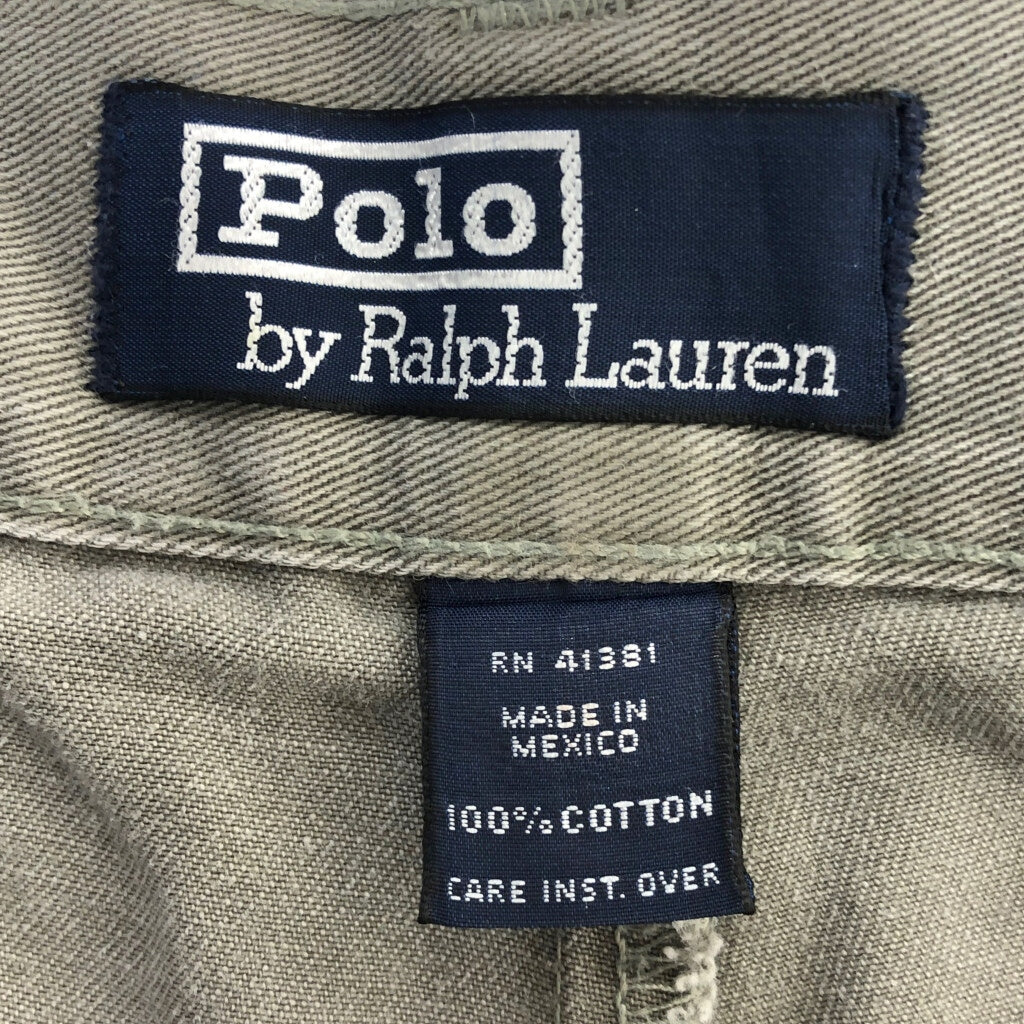 Polo
by Ralph Lauren
RN 41381
MADE IN
MEXICO
100% COTTON
CARE INST. OVER